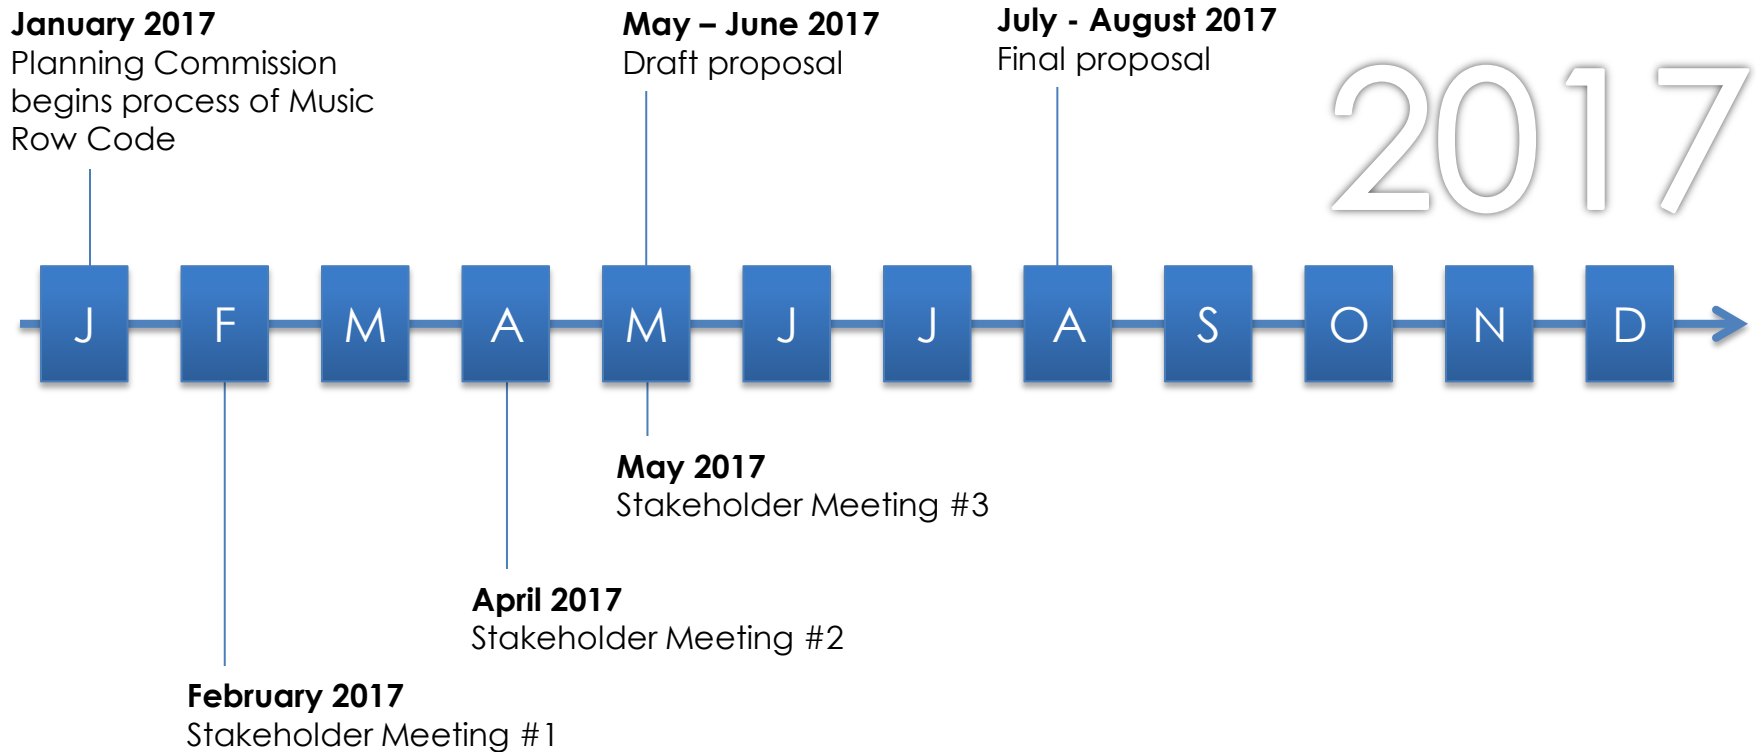 January 2017
Planning Commission
begins process of Music
Row Code
May – June 2017
Draft proposal
July - August 2017
Final proposal
2017
J F M A M J J A S O N D
May 2017
Stakeholder Meeting #3
April 2017
Stakeholder Meeting #2
February 2017
Stakeholder Meeting #1